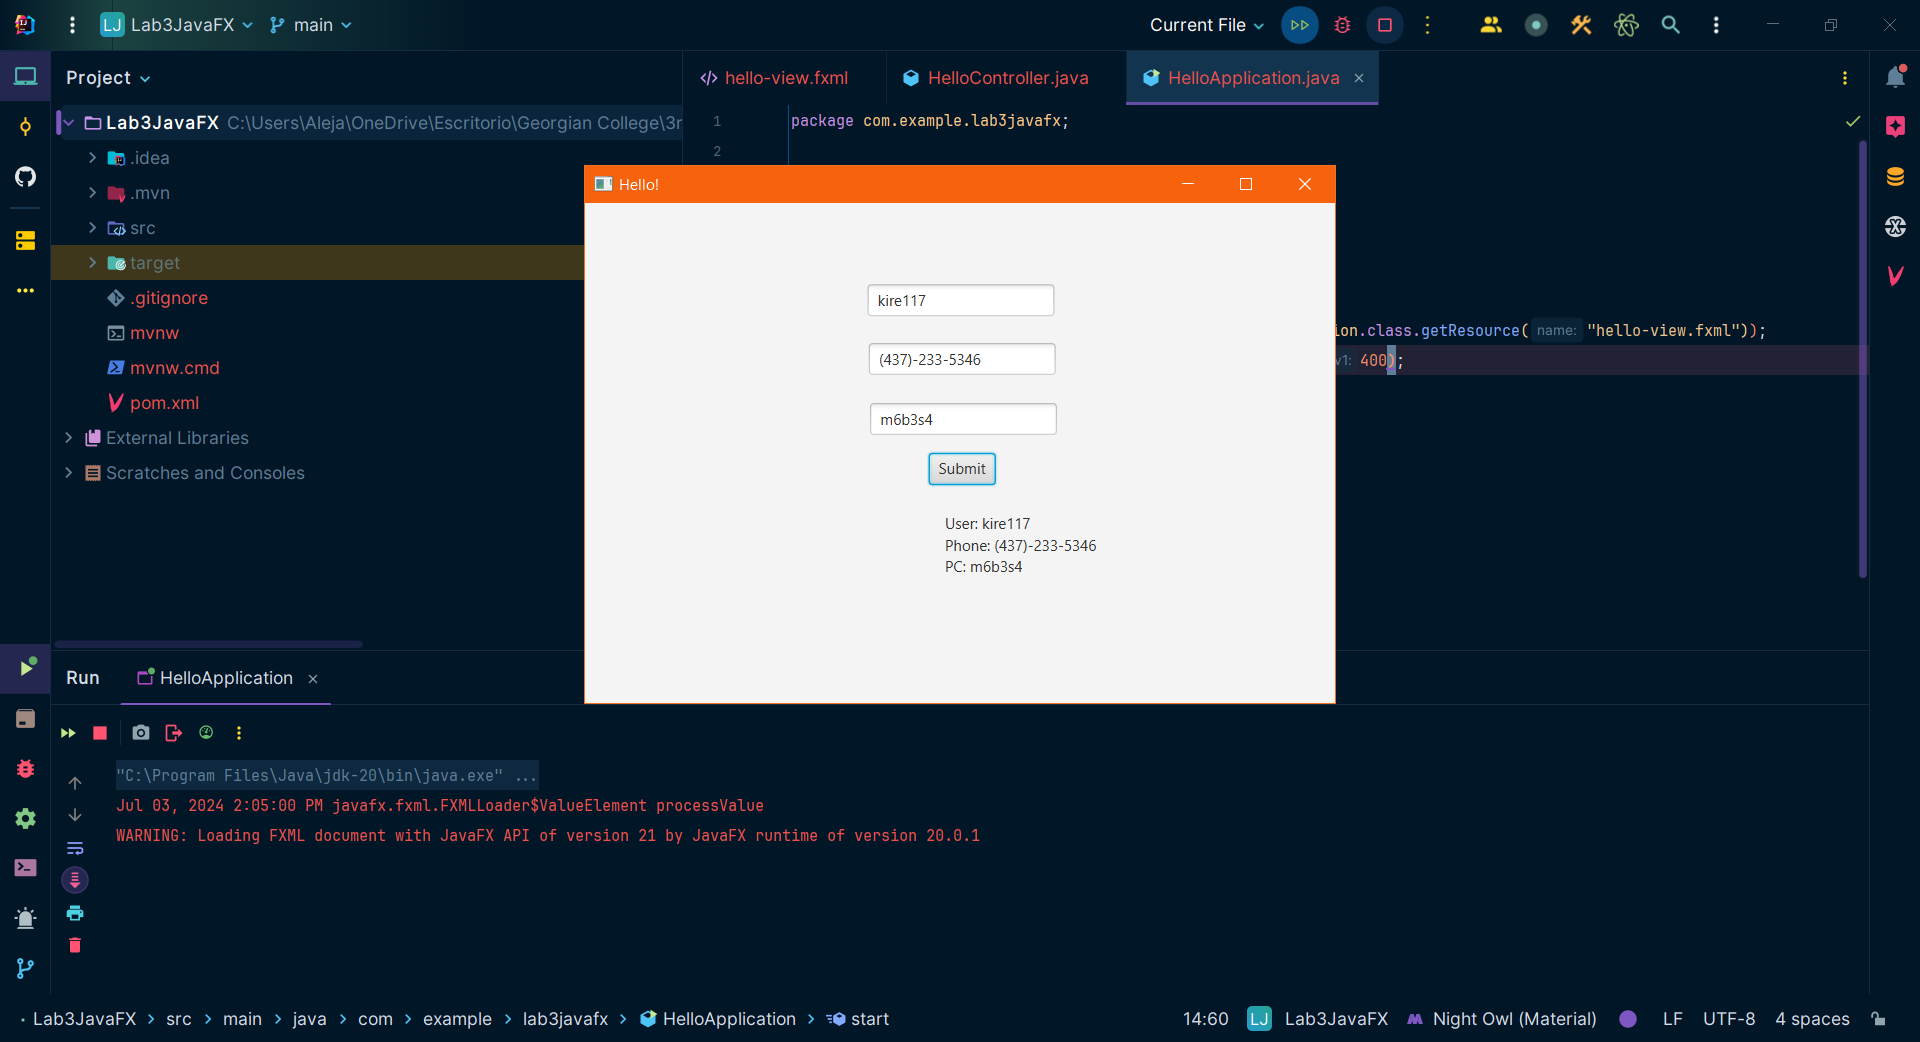 LJ Lab3JavaFX main Current File
Project
hello-view.fxml HelloController.java HelloApplication.java
Lab3JavaFX C:\Users\Aleja\OneDrive\Escritorio\Georgian College\3r
.idea
.mvn
src
target
.gitignore
mvnw
mvnw.cmd
pom.xml
External Libraries
Scratches and Consoles
1 package com.example.lab3javafx;
2
ion.class.getResource( name: "hello-view.fxml"));
v1: 400);
Hello!
kire117
(437)-233-5346
m6b3s4
Submit
User: kire117
Phone: (437)-233-5346
PC: m6b3s4
Run HelloApplication
"C:\Program Files\Java\jdk-20\bin\java.exe" ...
Jul 03, 2024 2:05:00 PM javafx.fxml.FXMLLoader$ValueElement processValue
WARNING: Loading FXML document with JavaFX API of version 21 by JavaFX runtime of version 20.0.1
Lab3JavaFX > src > main > java > com > example > lab3javafx > HelloApplication > start
14:60 LJ Lab3JavaFX Night Owl (Material) LF UTF-8 4 spaces